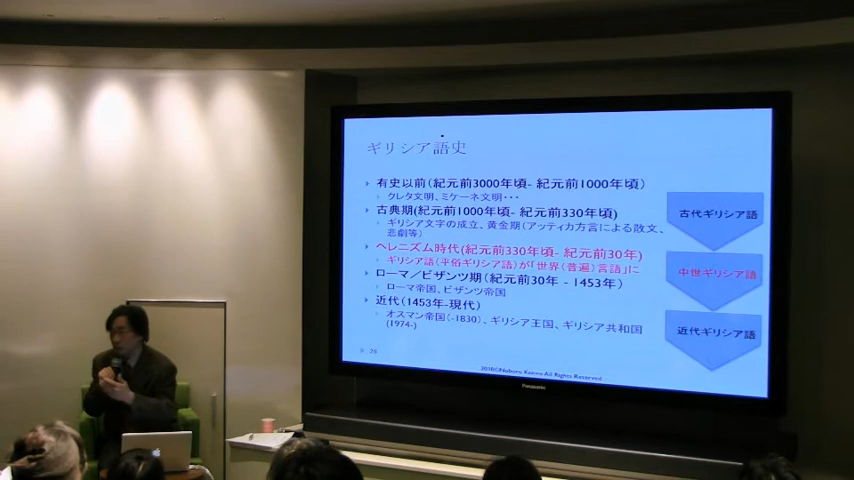 ギリシア語史
有史以前(紀元前3000年頃- 紀元前1000年頃)
クレタ文明、ミケーネ文明・・・
古典期(紀元前1000年頃- 紀元前330年頃)
ギリシア文字の成立、黄金期(アッティカ方言による散文、
悲劇等)
ヘレニズム時代(紀元前330年頃- 紀元前30年)
ギリシア語(平俗ギリシア語)が「世界(普遍)言語」に
ローマ/ビザンツ期(紀元前30年 - 1453年)
ローマ帝国、ビザンツ帝国
近代(1453年-現代)
オスマン帝国(-1830)、ギリシア王国、ギリシア共和国
(1974-)
古代ギリシア語
中世ギリシア語
近代ギリシア語
All Rights Reserved
Panasonic